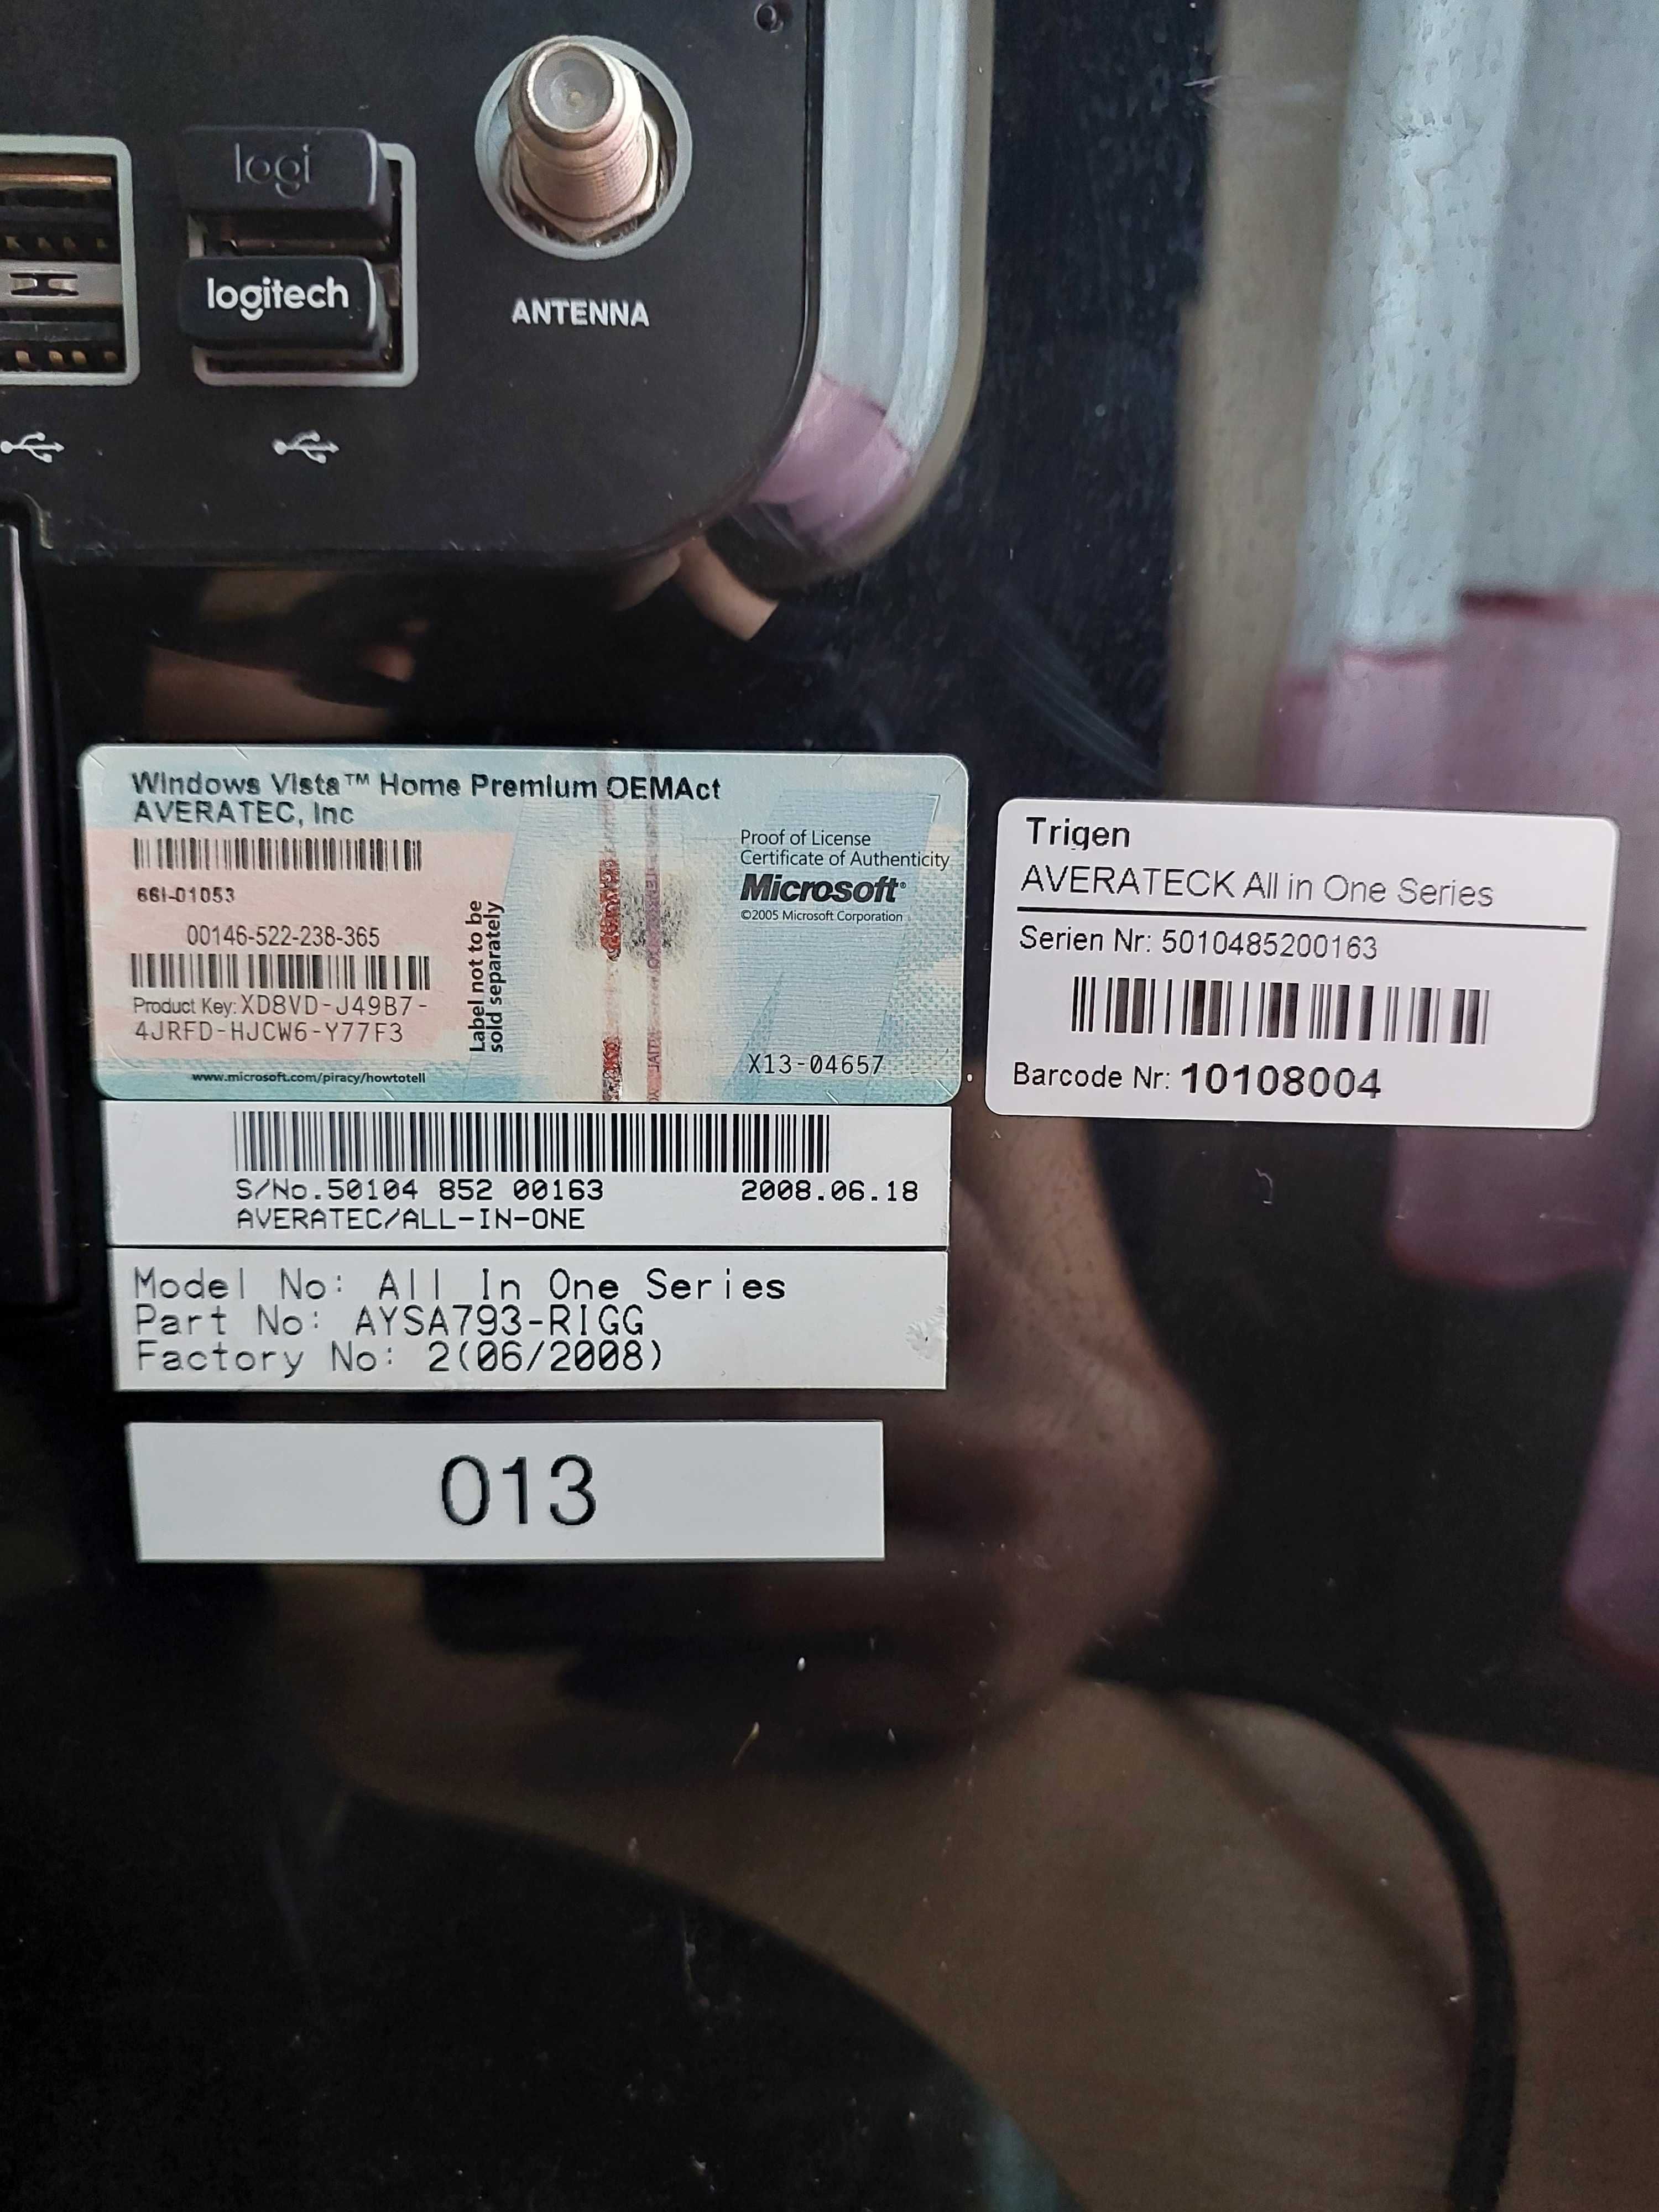 logi
logitech
ANTENNA
Windows Vista™ Home Premium OEMAct
AVERATEC, Inc
66I-01053
00146-522-238-365
Product Key: XD8VD-J49B7-
4JRFD-HJCW6-Y77F3
www.microsoft.com/piracy/howtotell
Label not to be
sold separately
Proof of License
Certificate of Authenticity
Microsoft®
©2005 Microsoft Corporation
X13-04657
Trigen
AVERATECK All in One Series
Serien Nr: 5010485200163
Barcode Nr: 10108004
S/No.50104 852 00163 2008.06.18
AVERATEC/ALL-IN-ONE
Model No: All In One Series
Part No: AYSA793-RIGG
Factory No: 2(06/2008)
013